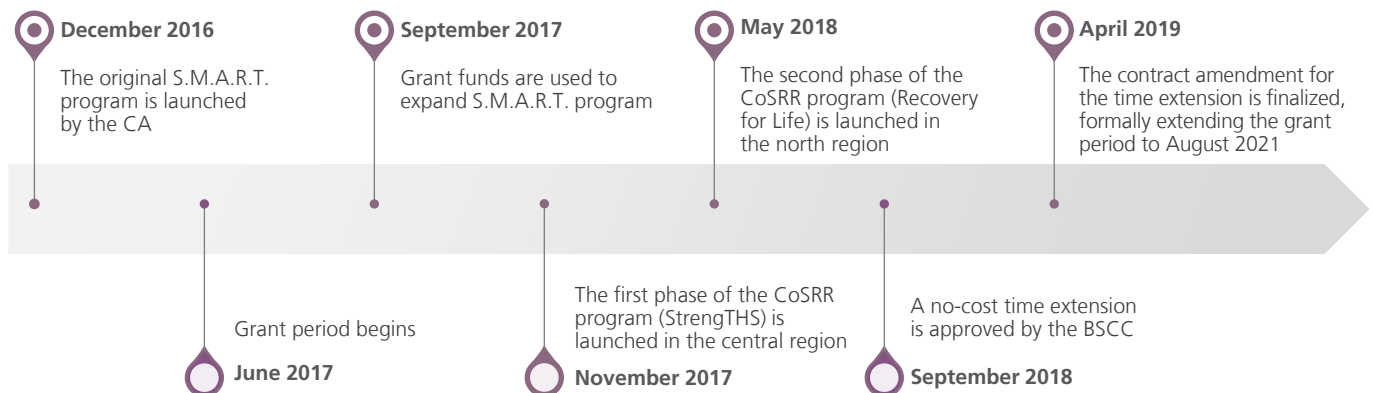 December 2016
The original S.M.A.R.T.
program is launched
by the CA
September 2017
Grant funds are used to
expand S.M.A.R.T. program
May 2018
The second phase of the
CoSRR program (Recovery
for Life) is launched in
the north region
April 2019
The contract amendment for
the time extension is finalized,
formally extending the grant
period to August 2021
Grant period begins
June 2017
The first phase of the CoSRR
program (StrengTHS) is
launched in the central region
November 2017
A no-cost time extension
is approved by the BSCC
September 2018